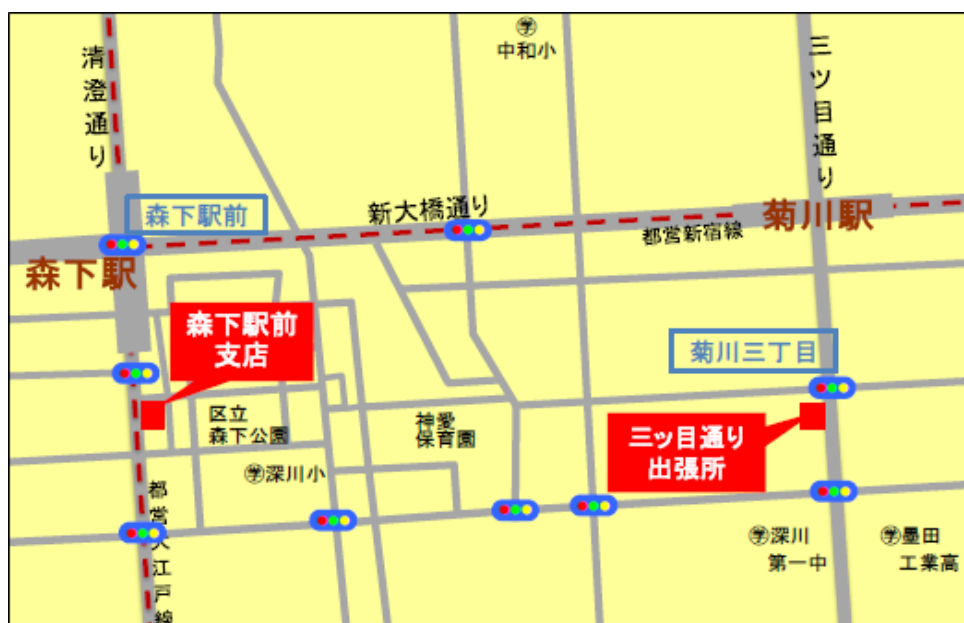 ㊫
中和小
清澄通り
三ツ目通り
森下駅前
新大橋通り
菊川駅
都営新宿線
森下駅
森下駅前
支店
菊川三丁目
区立
森下公園
神愛
保育園
三ッ目通り
出張所
㊫深川小
都営大江戸線
㊫深川
第一中
㊫墨田
工業高